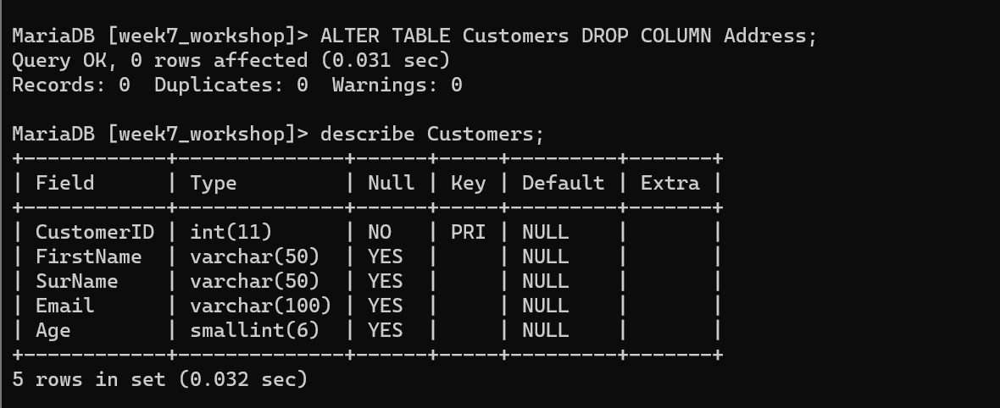 MariaDB [week7_workshop]> ALTER TABLE Customers DROP COLUMN Address;
Query OK, 0 rows affected (0.031 sec)
Records: 0  Duplicates: 0  Warnings: 0
MariaDB [week7_workshop]> describe Customers;
+------------+--------------+------+-----+---------+-------+
| Field      | Type         | Null | Key | Default | Extra |
+------------+--------------+------+-----+---------+-------+
| CustomerID | int(11)      | NO   | PRI | NULL    |       |
| FirstName  | varchar(50)  | YES  |     | NULL    |       |
| SurName    | varchar(50)  | YES  |     | NULL    |       |
| Email      | varchar(100) | YES  |     | NULL    |       |
| Age        | smallint(6)  | YES  |     | NULL    |       |
+------------+--------------+------+-----+---------+-------+
5 rows in set (0.032 sec)